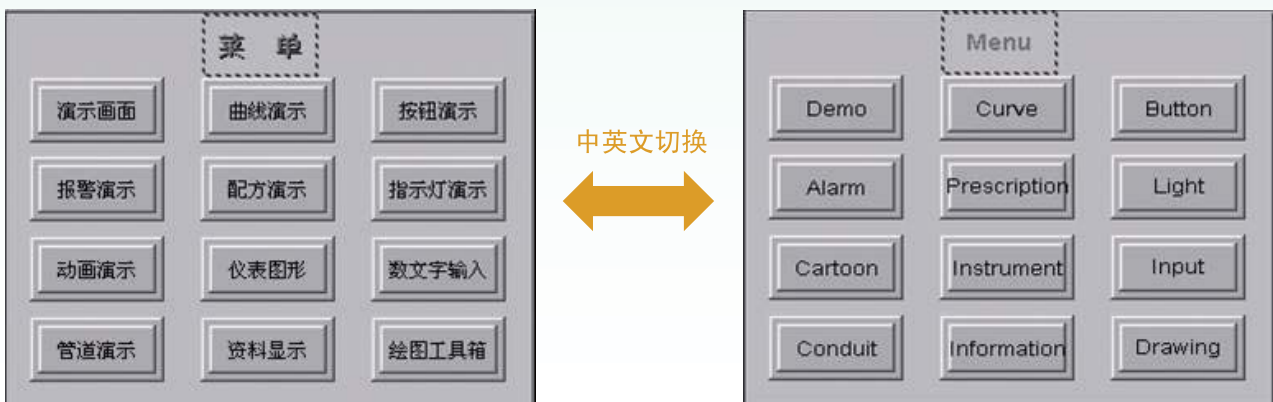 菜 单
演示画面 曲线演示 按钮演示
报警演示 配方演示 指示灯演示
动画演示 仪表图形 数文字输入
管道演示 资料显示 绘图工具箱
中英文切换
Menu
Demo Curve Button
Alarm Prescription Light
Cartoon Instrument Input
Conduit Information Drawing